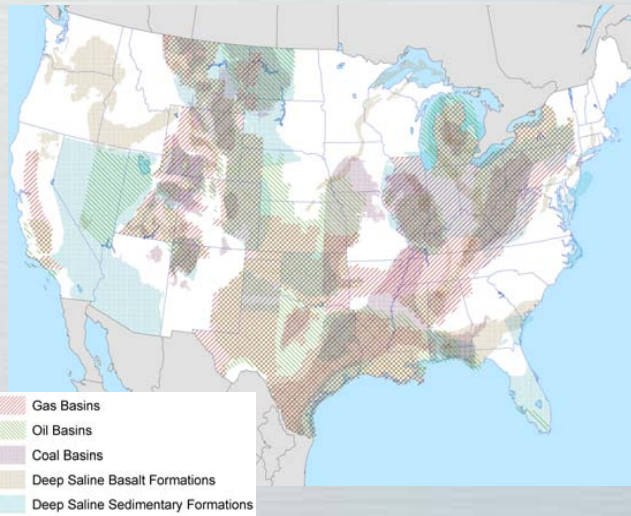 Gas Basins
Oil Basins
Coal Basins
Deep Saline Basalt Formations
Deep Saline Sedimentary Formations